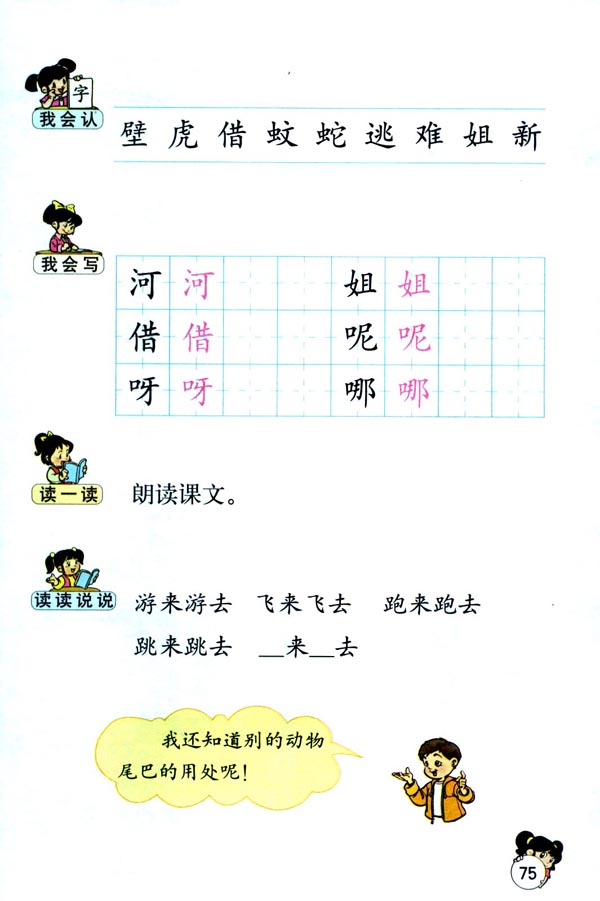 字
我会认
壁 虎 借 蚊 蛇 逃 难 姐 新
我会写
河 河 姐 姐
借 借 呢 呢
呀 呀 哪 哪
读一读
朗读课文。
读读说说
游来游去 飞来飞去 跑来跑去
跳来跳去 __来__去
我还知道别的动物
尾巴的用处呢！
75